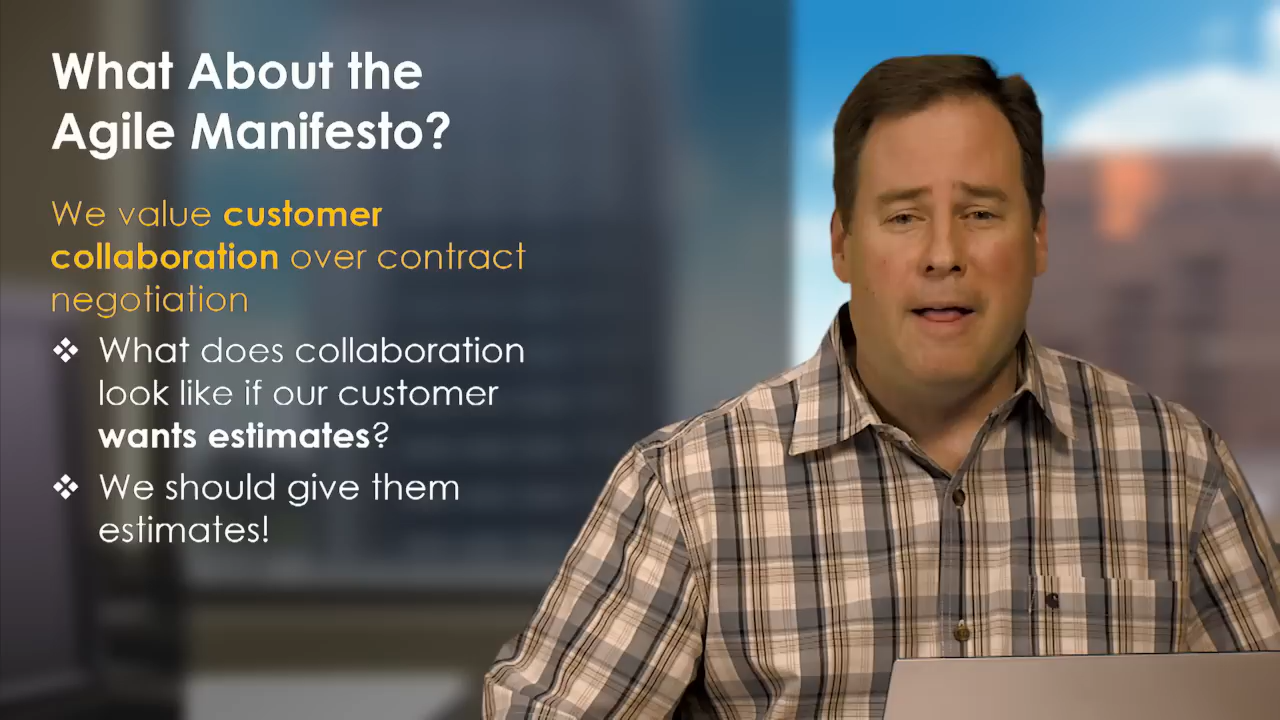 What About the
Agile Manifesto?
We value customer
collaboration over contract
negotiation
❖ What does collaboration
look like if our customer
wants estimates?
❖ We should give them
estimates!